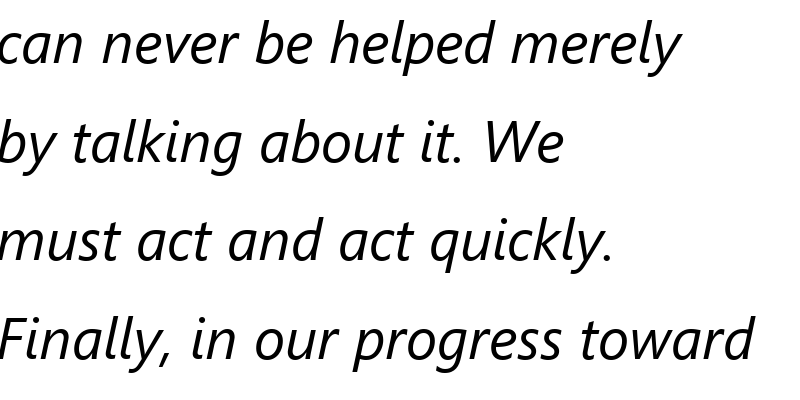 can never be helped merely
by talking about it. We
must act and act quickly.
Finally, in our progress toward